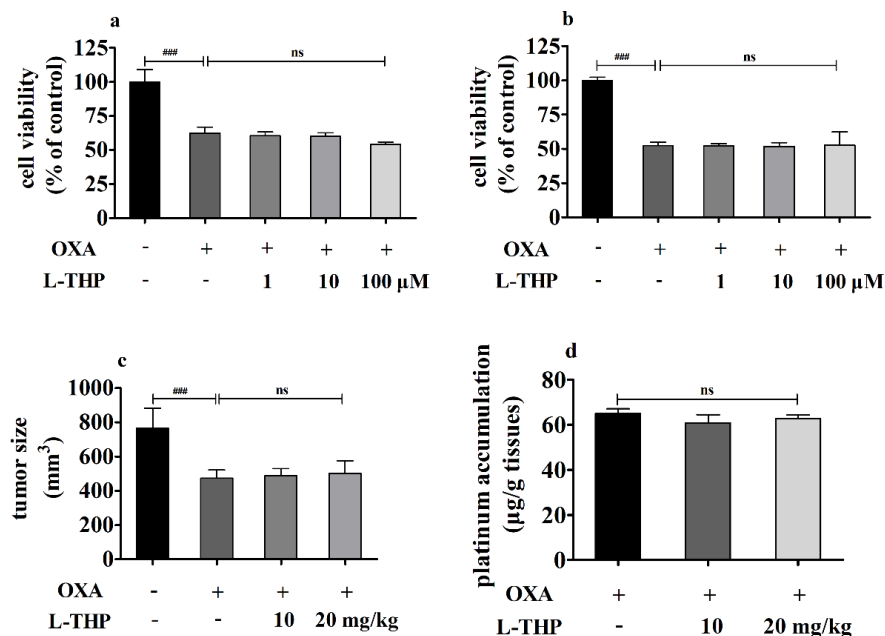 a
cell viability
(% of control)
125
100
75
50
25
0
###
ns
OXA - + + + +
L-THP - - 1 10 100 µM
b
cell viability
(% of control)
125
100
75
50
25
0
###
ns
OXA - + + + +
L-THP - - 1 10 100 µM
c
tumor size
(mm³)
1000
800
600
400
200
0
###
ns
OXA - + + +
L-THP - - 10 20 mg/kg
d
platinum accumulation
(µg/g tissues)
80
60
40
20
0
ns
OXA + + +
L-THP - 10 20 mg/kg